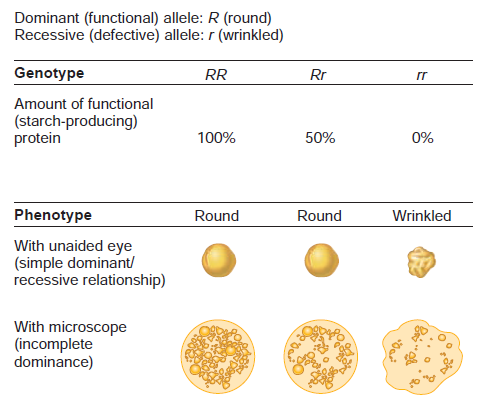 Dominant (functional) allele: R (round)
Recessive (defective) allele: r (wrinkled)
Genotype RR Rr rr
Amount of functional
(starch-producing)
protein 100% 50% 0%
Phenotype Round Round Wrinkled
With unaided eye
(simple dominant/
recessive relationship)
With microscope
(incomplete
dominance)